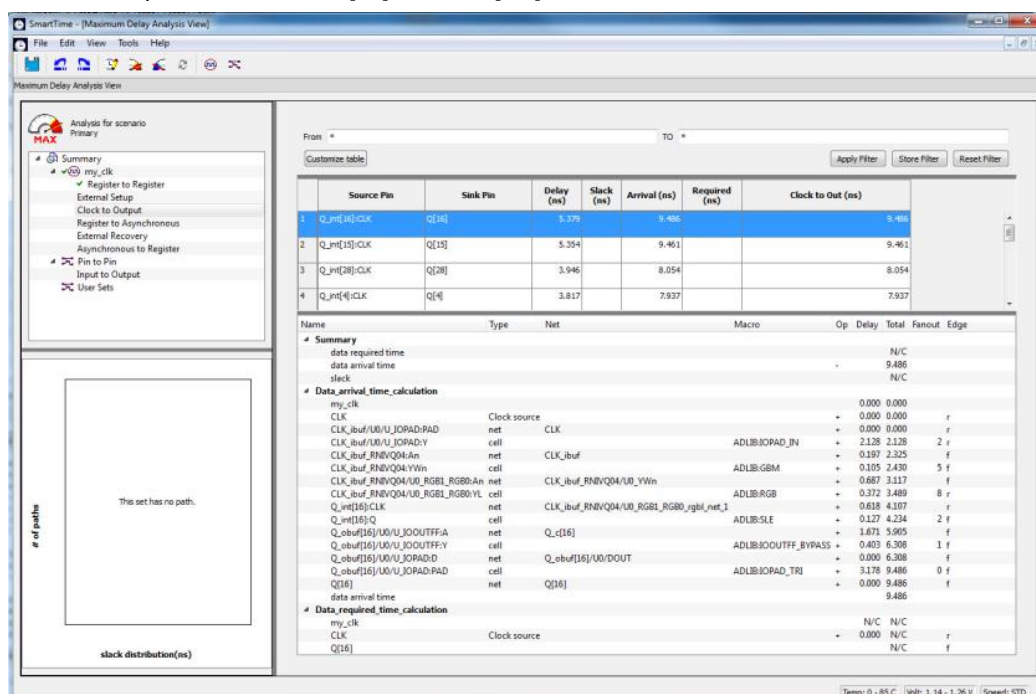 SmartTime - [Maximum Delay Analysis View]
File Edit View Tools Help
Maximum Delay Analysis View
MAX
Analysis for scenario
Primary
Summary
my_clk
Register to Register
External Setup
Clock to Output
Register to Asynchronous
External Recovery
Asynchronous to Register
Pin to Pin
Input to Output
User Sets
From * TO *
Customize table Apply Filter Store Filter Reset Filter
Source Pin Sink Pin Delay (ns) Slack (ns) Arrival (ns) Required (ns) Clock to Out (ns)
1 Q_int[16]:CLK Q[16] 5.379 9.486 9.486
2 Q_int[15]:CLK Q[15] 5.354 9.461 9.461
3 Q_int[28]:CLK Q[28] 3.946 8.054 8.054
4 Q_int[4]:CLK Q[4] 3.817 7.937 7.937
Name Type Net Macro Op Delay Total Fanout Edge
Summary
data required time N/C
data arrival time - 9.486
slack N/C
Data_arrival_time_calculation
my_clk 0.000 0.000
CLK Clock source + 0.000 0.000 r
CLK_ibuf/U0/U_IOPAD:PAD net CLK + 0.000 0.000 r
CLK_ibuf/U0/U_IOPAD:Y cell ADLIB:IOPAD_IN + 2.128 2.128 2 r
CLK_ibuf_RNIVQ04:An net CLK_ibuf + 0.197 2.325 f
CLK_ibuf_RNIVQ04:YWn cell ADLIB:GBM + 0.105 2.430 5 f
CLK_ibuf_RNIVQ04/U0_RGB1_RGB0:An net CLK_ibuf_RNIVQ04/U0_YWn + 0.687 3.117 f
CLK_ibuf_RNIVQ04/U0_RGB1_RGB0:YL cell ADLIB:RGB + 0.372 3.489 8 r
Q_int[16]:CLK net CLK_ibuf_RNIVQ04/U0_RGB1_RGB0_rgbl_net_1 + 0.618 4.107 r
Q_int[16]:Q cell ADLIB:SLE + 0.127 4.234 2 f
Q_obuf[16]/U0/U_IOOUTFF:A net Q_c[16] + 1.671 5.905 f
Q_obuf[16]/U0/U_IOOUTFF:Y cell ADLIB:IOOUTFF_BYPASS + 0.403 6.308 1 f
Q_obuf[16]/U0/U_IOPAD:D net Q_obuf[16]/U0/DOUT + 0.000 6.308 f
Q_obuf[16]/U0/U_IOPAD:PAD cell ADLIB:IOPAD_TRI + 3.178 9.486 0 f
Q[16] net Q[16] + 0.000 9.486 f
data arrival time 9.486
Data_required_time_calculation
my_clk N/C N/C
CLK Clock source + 0.000 N/C r
Q[16] N/C f
# of paths
This set has no path.
slack distribution(ns)
Temp: 0 - 85 C Volt: 1.14 - 1.26 V Speed: STD